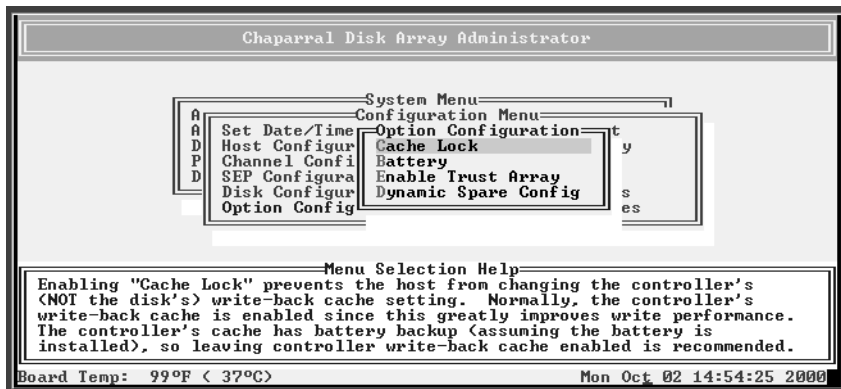 Chaparral Disk Array Administrator
System Menu
A Configuration Menu
A Set Date/Time Option Configuration t
D Host Configur Cache Lock y
P Channel Confi Battery
D SEP Configura Enable Trust Array
Disk Configur Dynamic Spare Config s
Option Config es
Menu Selection Help
Enabling "Cache Lock" prevents the host from changing the controller's
(NOT the disk's) write-back cache setting. Normally, the controller's
write-back cache is enabled since this greatly improves write performance.
The controller's cache has battery backup (assuming the battery is
installed), so leaving controller write-back cache enabled is recommended.
Board Temp: 99ºF ( 37ºC) Mon Oct 02 14:54:25 2000